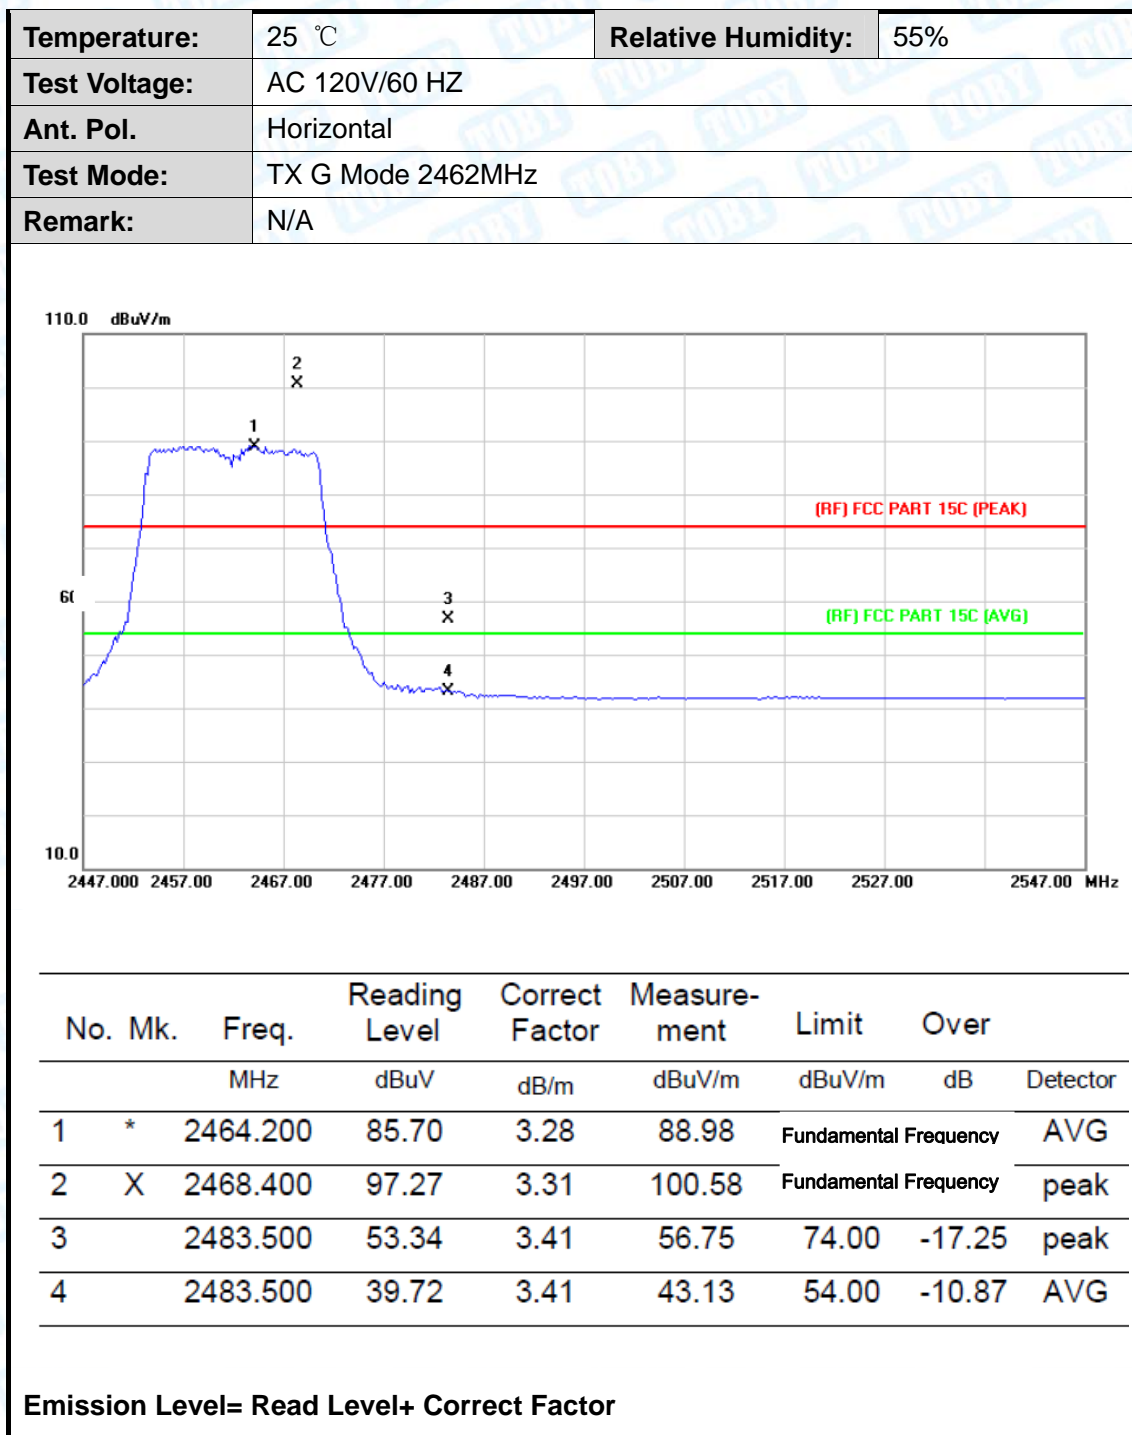 Temperature: 25 ℃ Relative Humidity: 55%
Test Voltage: AC 120V/60 HZ
Ant. Pol. Horizontal
Test Mode: TX G Mode 2462MHz
Remark: N/A
110.0 dBuV/m
2
1
(RF) FCC PART 15C (PEAK)
60
3
(RF) FCC PART 15C (AVG)
4
10.0
2447.000 2457.00 2467.00 2477.00 2487.00 2497.00 2507.00 2517.00 2527.00 2547.00 MHz
No. Mk. Freq. Reading Level Correct Factor Measure-ment Limit Over
MHz dBuV dB/m dBuV/m dBuV/m dB Detector
1 * 2464.200 85.70 3.28 88.98 Fundamental Frequency AVG
2 X 2468.400 97.27 3.31 100.58 Fundamental Frequency peak
3 2483.500 53.34 3.41 56.75 74.00 -17.25 peak
4 2483.500 39.72 3.41 43.13 54.00 -10.87 AVG
Emission Level= Read Level+ Correct Factor
TOBY